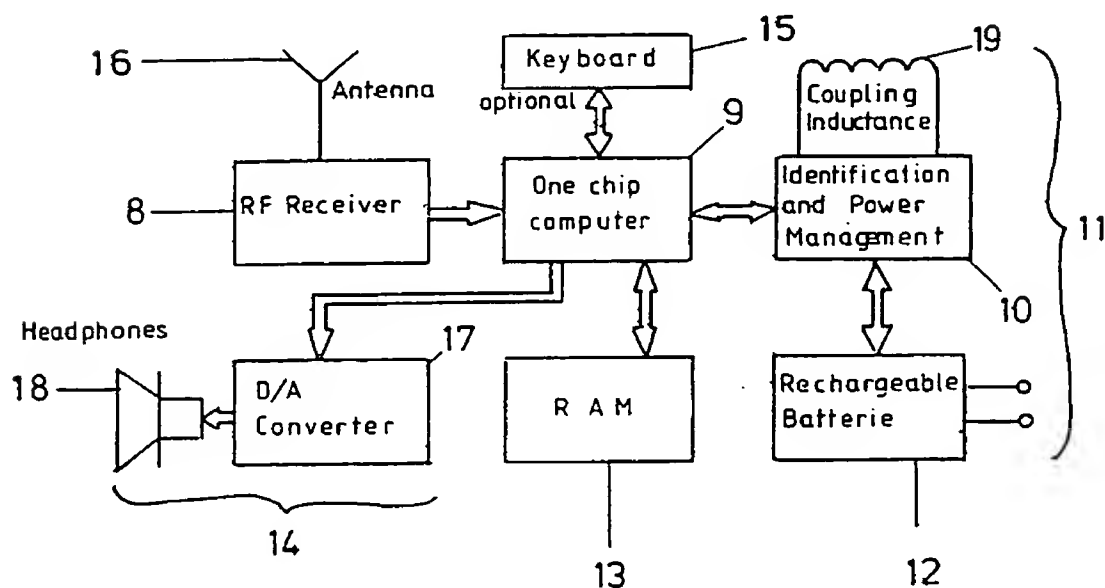 15
19
16
Keyboard
Antenna
optional
9
Coupling
Inductance
8
RF Receiver
One chip
computer
Identification
and Power
Management
11
10
Headphones
17
18
D/A
Converter
RAM
Rechargeable
Batterie
14
13
12